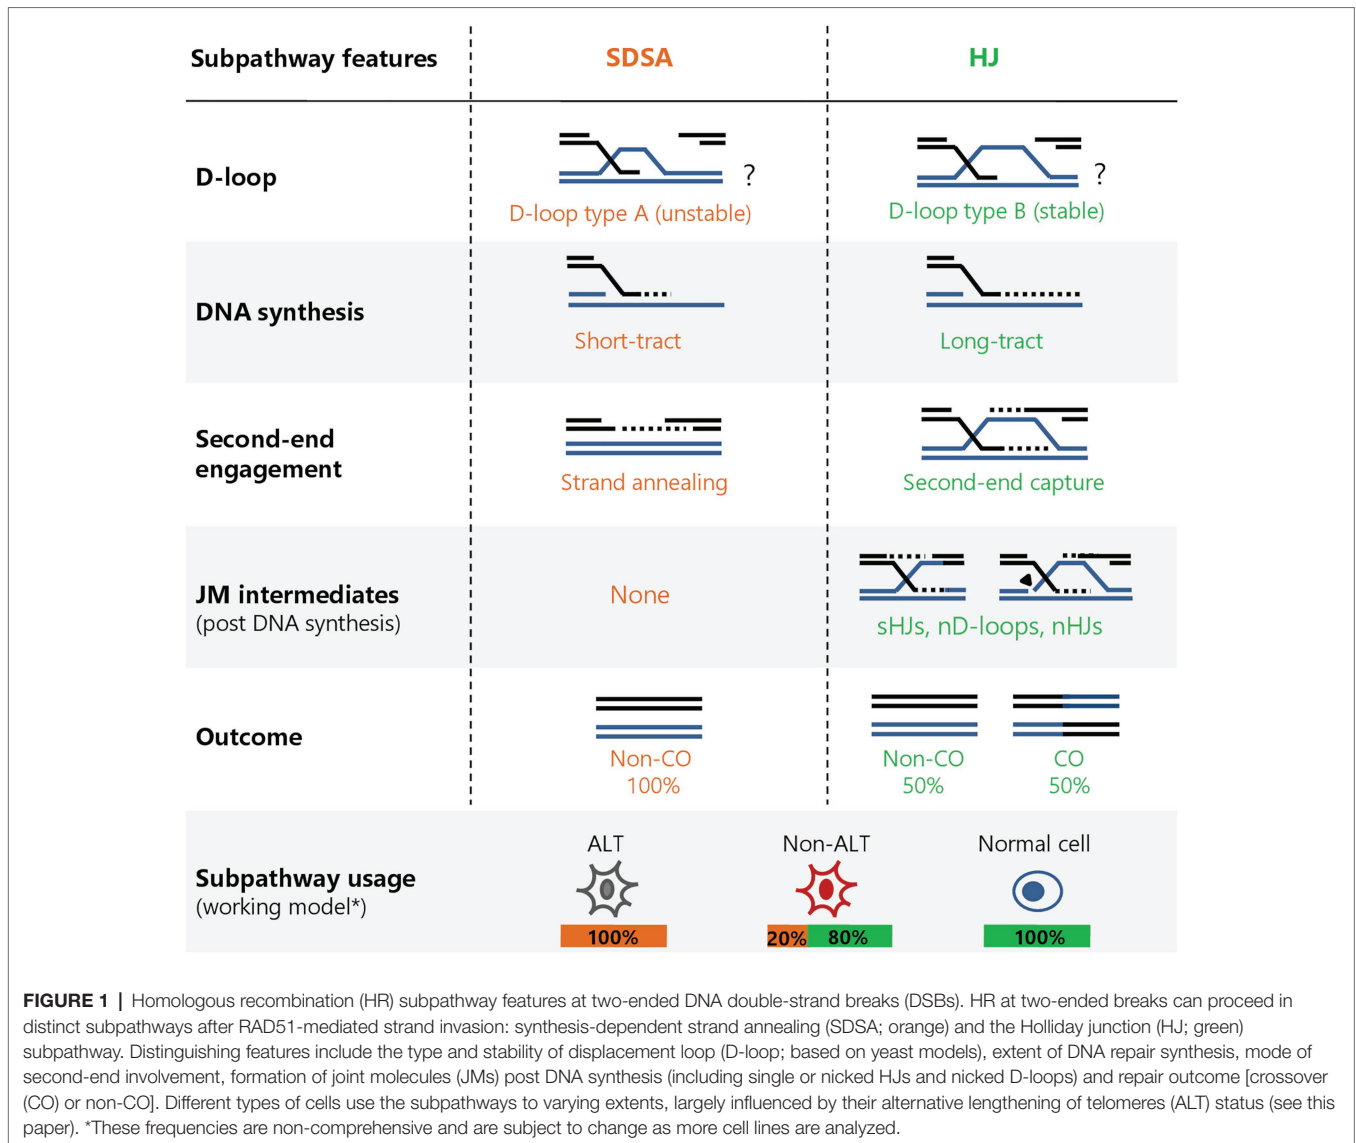 Subpathway features
SDSA
HJ
D-loop
?
?
D-loop type A (unstable)
D-loop type B (stable)
DNA synthesis
Short-tract
Long-tract
Second-end
engagement
Strand annealing
Second-end capture
JM intermediates
(post DNA synthesis)
None
sHJs, nD-loops, nHJs
Outcome
Non-CO
100%
Non-CO
50%
CO
50%
Subpathway usage
(working model*)
ALT
Non-ALT
Normal cell
100%
20%
80%
100%
FIGURE 1 | Homologous recombination (HR) subpathway features at two-ended DNA double-strand breaks (DSBs). HR at two-ended breaks can proceed in
distinct subpathways after RAD51-mediated strand invasion: synthesis-dependent strand annealing (SDSA; orange) and the Holliday junction (HJ; green)
subpathway. Distinguishing features include the type and stability of displacement loop (D-loop; based on yeast models), extent of DNA repair synthesis, mode of
second-end involvement, formation of joint molecules (JMs) post DNA synthesis (including single or nicked HJs and nicked D-loops) and repair outcome [crossover
(CO) or non-CO]. Different types of cells use the subpathways to varying extents, largely influenced by their alternative lengthening of telomeres (ALT) status (see this
paper). *These frequencies are non-comprehensive and are subject to change as more cell lines are analyzed.